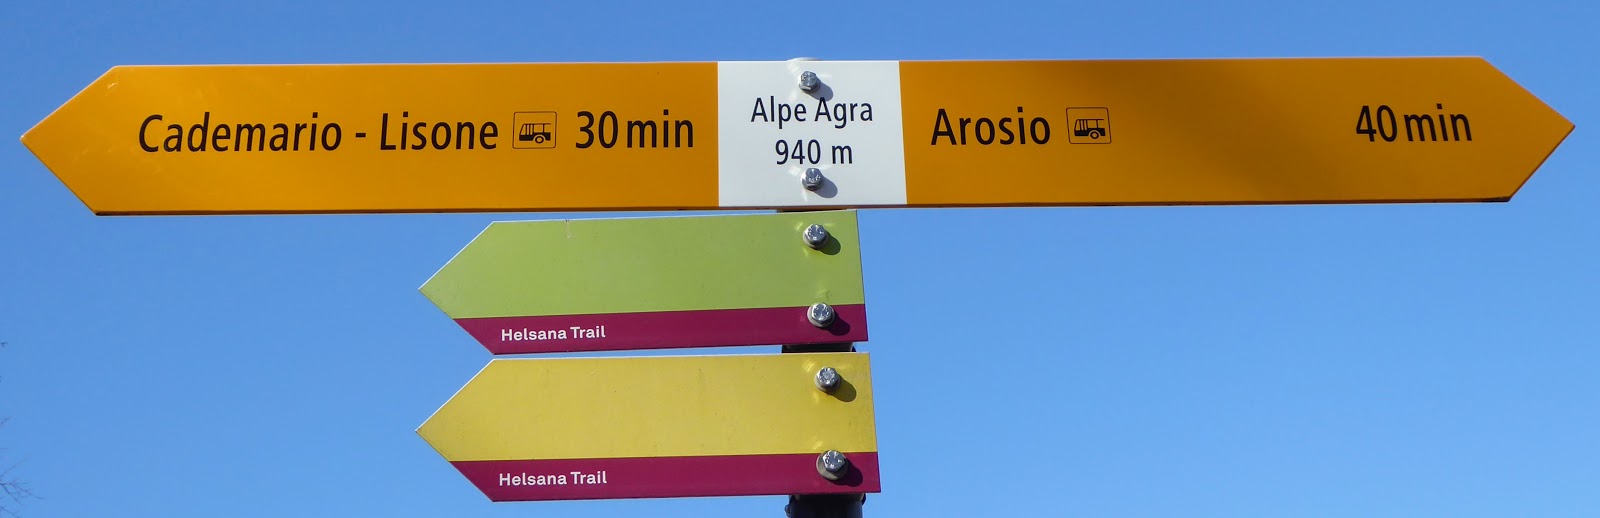 Cademario - Lisone 30 min
Alpe Agra
940 m
Arosio 40 min
Helsana Trail
Helsana Trail